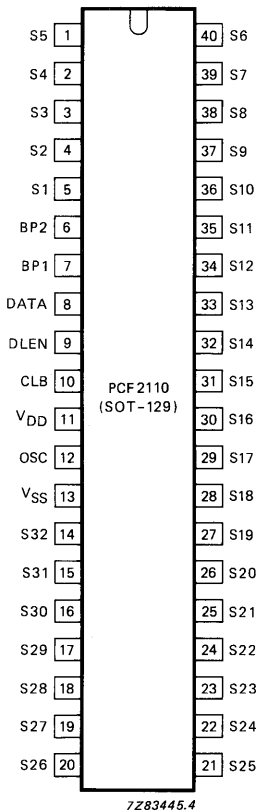 S5 1 40 S6
S4 2 39 S7
S3 3 38 S8
S2 4 37 S9
S1 5 36 S10
BP2 6 35 S11
BP1 7 34 S12
DATA 8 33 S13
DLEN 9 32 S14
CLB 10 31 S15
PCF2110
(SOT-129)
VDD 11 30 S16
OSC 12 29 S17
VSS 13 28 S18
S32 14 27 S19
S31 15 26 S20
S30 16 25 S21
S29 17 24 S22
S28 18 23 S23
S27 19 22 S24
S26 20 21 S25
7Z83445.4